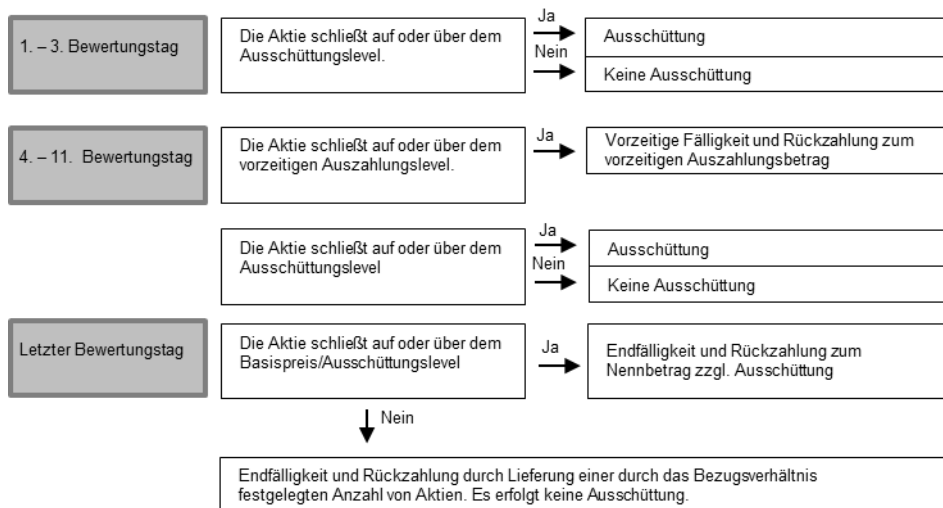 1. – 3. Bewertungstag
Die Aktie schließt auf oder über dem
Ausschüttungslevel.
Ja
Nein
Ausschüttung
Keine Ausschüttung
4. – 11. Bewertungstag
Die Aktie schließt auf oder über dem
vorzeitigen Auszahlungslevel.
Ja
Vorzeitige Fälligkeit und Rückzahlung zum
vorzeitigen Auszahlungsbetrag
Die Aktie schließt auf oder über dem
Ausschüttungslevel
Ja
Nein
Ausschüttung
Keine Ausschüttung
Letzter Bewertungstag
Die Aktie schließt auf oder über dem
Basispreis/Ausschüttungslevel
Ja
Endfälligkeit und Rückzahlung zum
Nennbetrag zzgl. Ausschüttung
Nein
Endfälligkeit und Rückzahlung durch Lieferung einer durch das Bezugsverhältnis
festgelegten Anzahl von Aktien. Es erfolgt keine Ausschüttung.